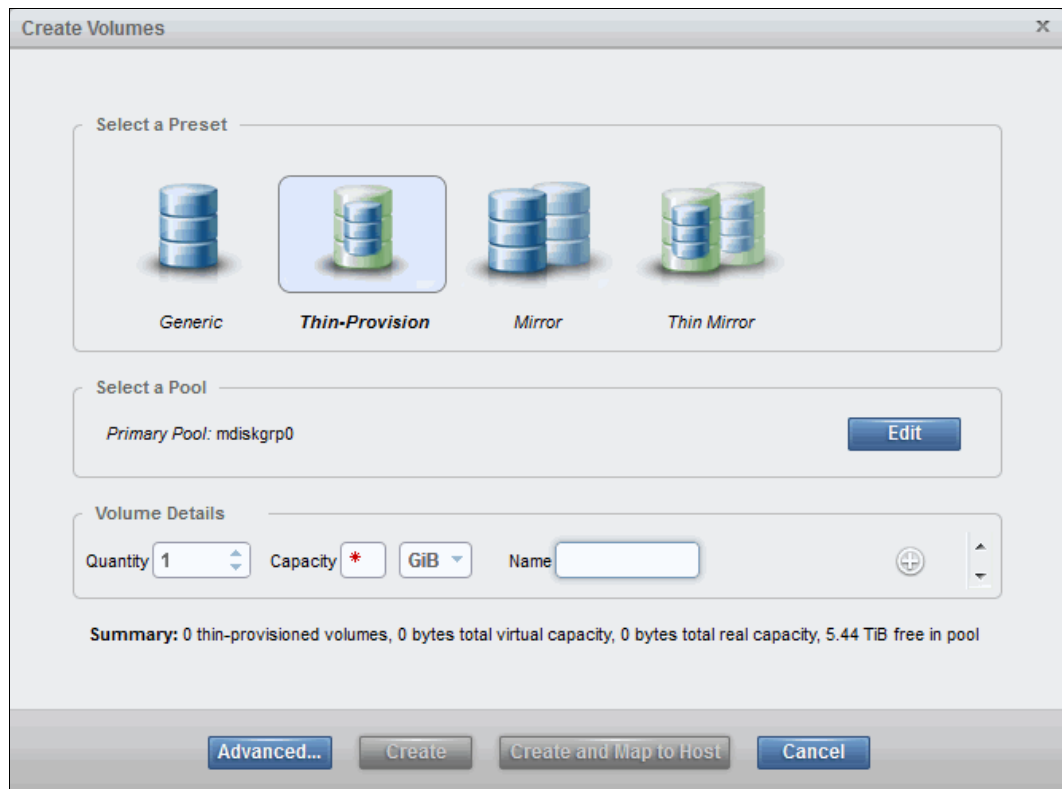 Create Volumes x
Select a Preset
Generic Thin-Provision Mirror Thin Mirror
Select a Pool
Primary Pool: mdiskgrp0 Edit
Volume Details
Quantity 1 Capacity * GiB Name
Summary: 0 thin-provisioned volumes, 0 bytes total virtual capacity, 0 bytes total real capacity, 5.44 TiB free in pool
Advanced... Create Create and Map to Host Cancel